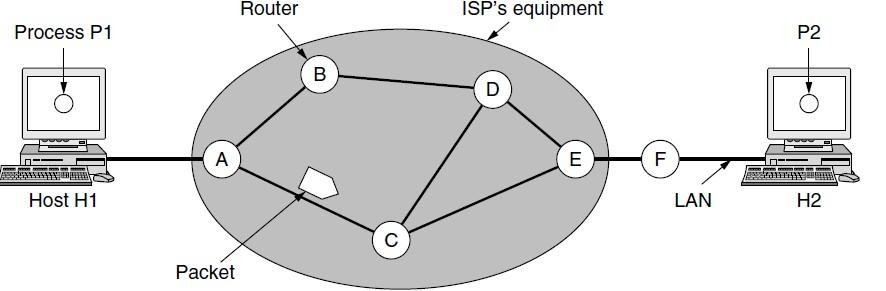 Router
ISP's equipment
Process P1
P2
B
D
A
E
F
C
Host H1
LAN
H2
Packet